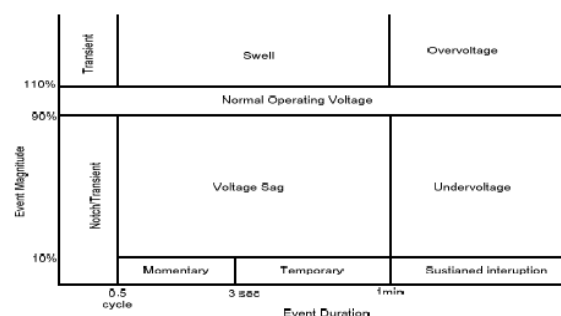 Transient
Swell
Overvoltage
110%
Normal Operating Voltage
90%
Event Magnitude
Notch/Transient
Voltage Sag
Undervoltage
10%
Momentary
Temporary
Sustianed interuption
0.5
cycle
3 sec
1min
Event Duration